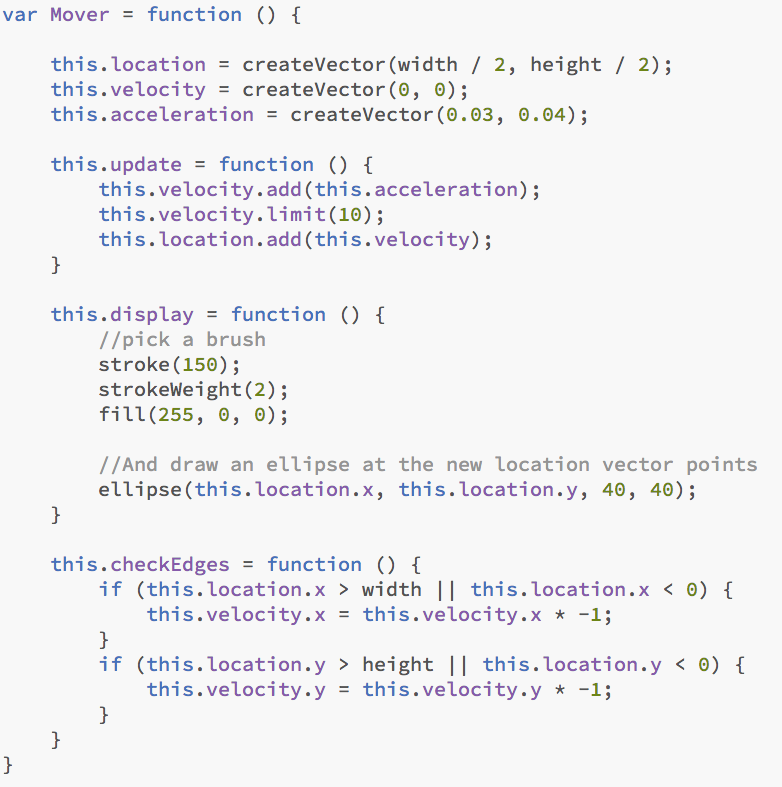 var Mover = function () {
    this.location = createVector(width / 2, height / 2);
    this.velocity = createVector(0, 0);
    this.acceleration = createVector(0.03, 0.04);
    this.update = function () {
        this.velocity.add(this.acceleration);
        this.velocity.limit(10);
        this.location.add(this.velocity);
    }
    this.display = function () {
        //pick a brush
        stroke(150);
        strokeWeight(2);
        fill(255, 0, 0);
        //And draw an ellipse at the new location vector points
        ellipse(this.location.x, this.location.y, 40, 40);
    }
    this.checkEdges = function () {
        if (this.location.x > width || this.location.x < 0) {
            this.velocity.x = this.velocity.x * -1;
        }
        if (this.location.y > height || this.location.y < 0) {
            this.velocity.y = this.velocity.y * -1;
        }
    }
}